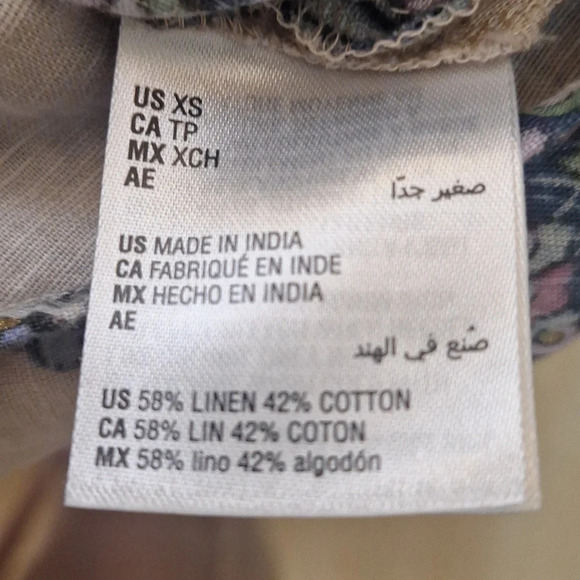 US XS
CA TP
MX XCH
AE
صغير جدًا
US MADE IN INDIA
CA FABRIQUÉ EN INDE
MX HECHO EN INDIA
AE
صُنع في الهند
US 58% LINEN 42% COTTON
CA 58% LIN 42% COTON
MX 58% lino 42% algodón